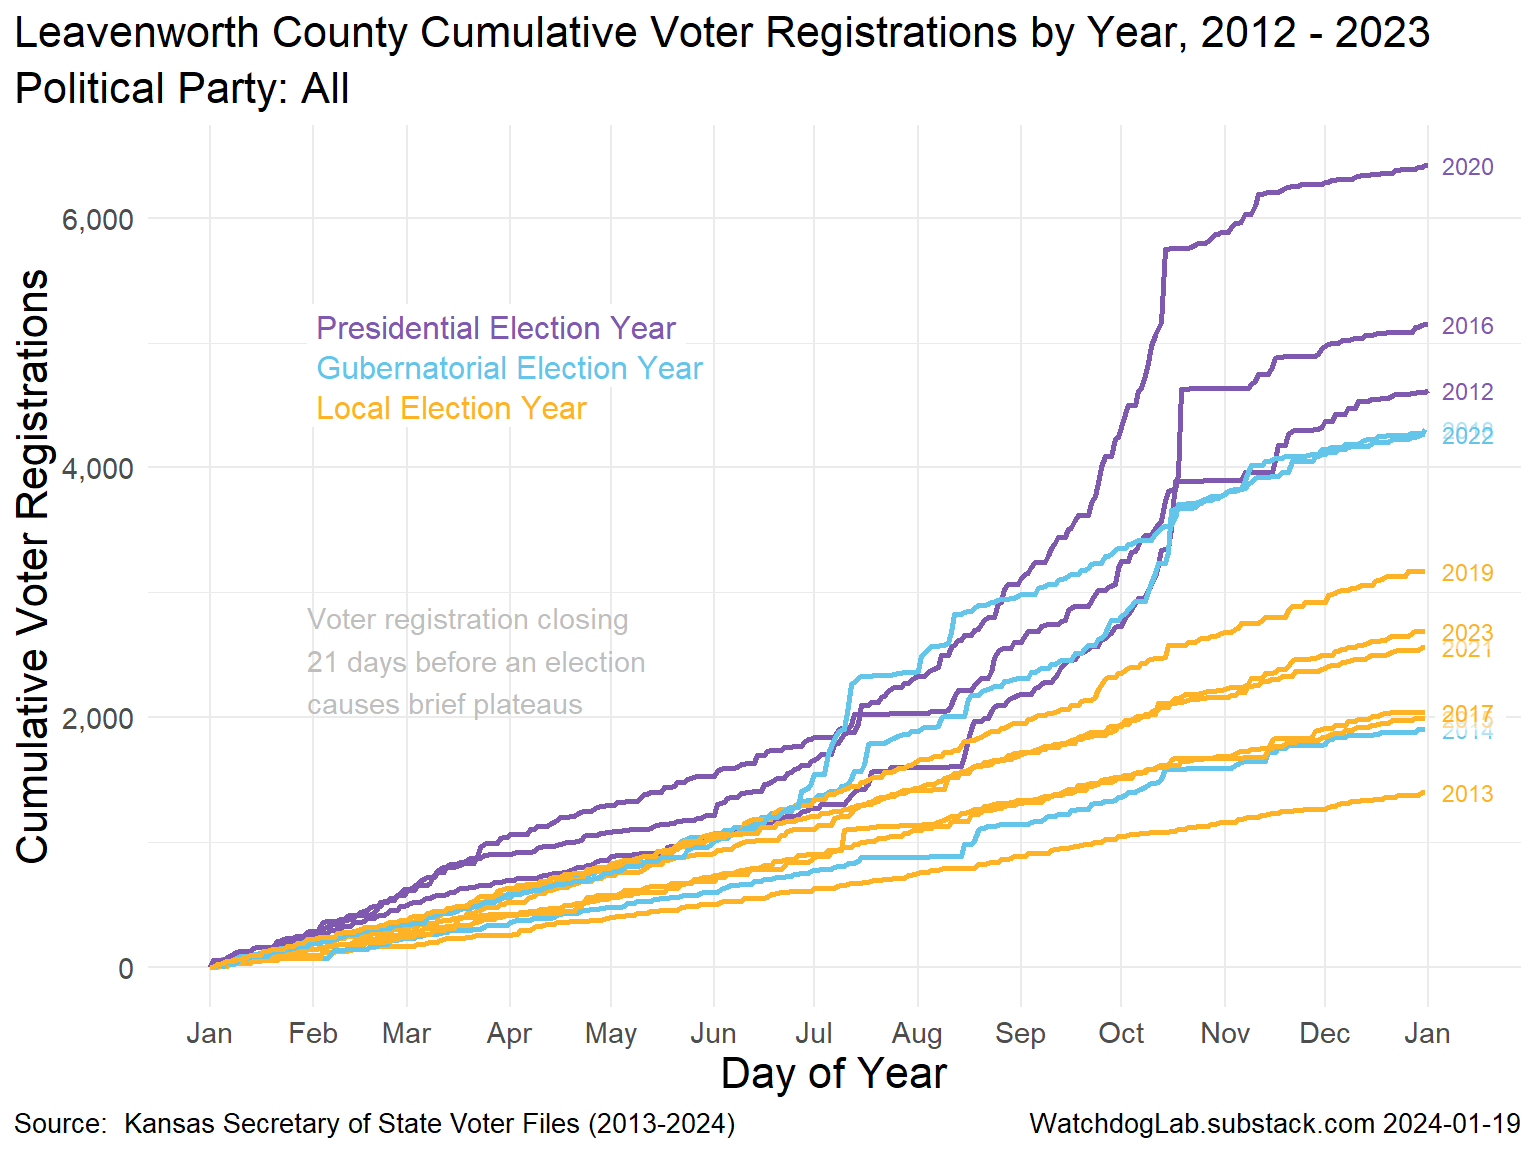 Leavenworth County Cumulative Voter Registrations by Year, 2012 - 2023
Political Party: All
Cumulative Voter Registrations
6,000
4,000
2,000
0
Presidential Election Year
Gubernatorial Election Year
Local Election Year
Voter registration closing
21 days before an election
causes brief plateaus
2020
2016
2012
2022
2019
2023
2021
2017
2014
2013
Jan Feb Mar Apr May Jun Jul Aug Sep Oct Nov Dec Jan
Day of Year
Source:  Kansas Secretary of State Voter Files (2013-2024)
WatchdogLab.substack.com 2024-01-19